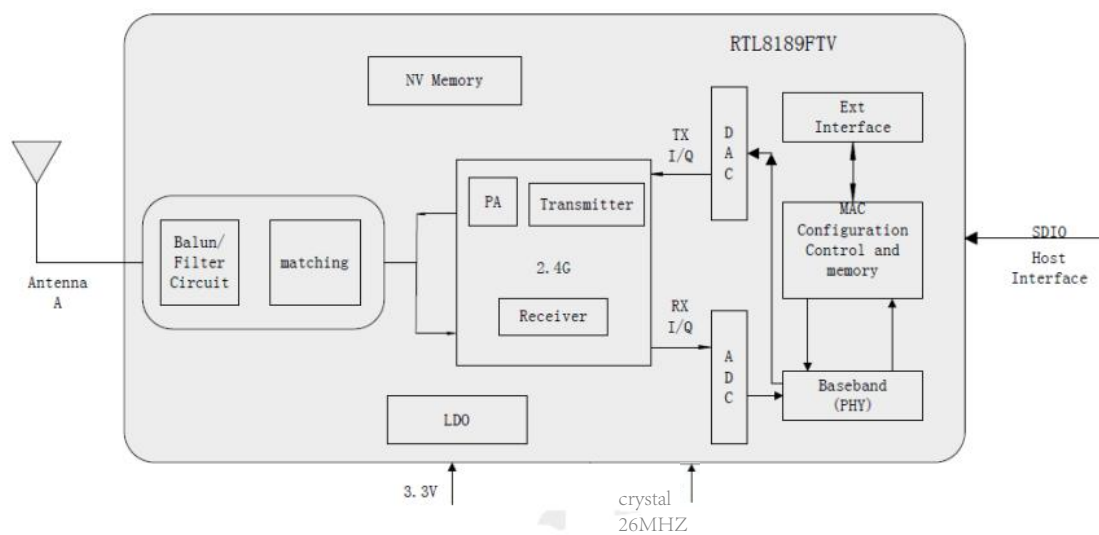 RTL8189FTV
NV Memory
Ext
Interface
D
A
C
TX
I/Q
PA
Transmitter
2.4G
Receiver
MAC
Configuration
Control and
memory
SDIO
Host
Interface
Balun/
Filter
Circuit
matching
Antenna
A
RX
I/Q
A
D
C
Baseband
(PHY)
LDO
3.3V
crystal
26MHZ